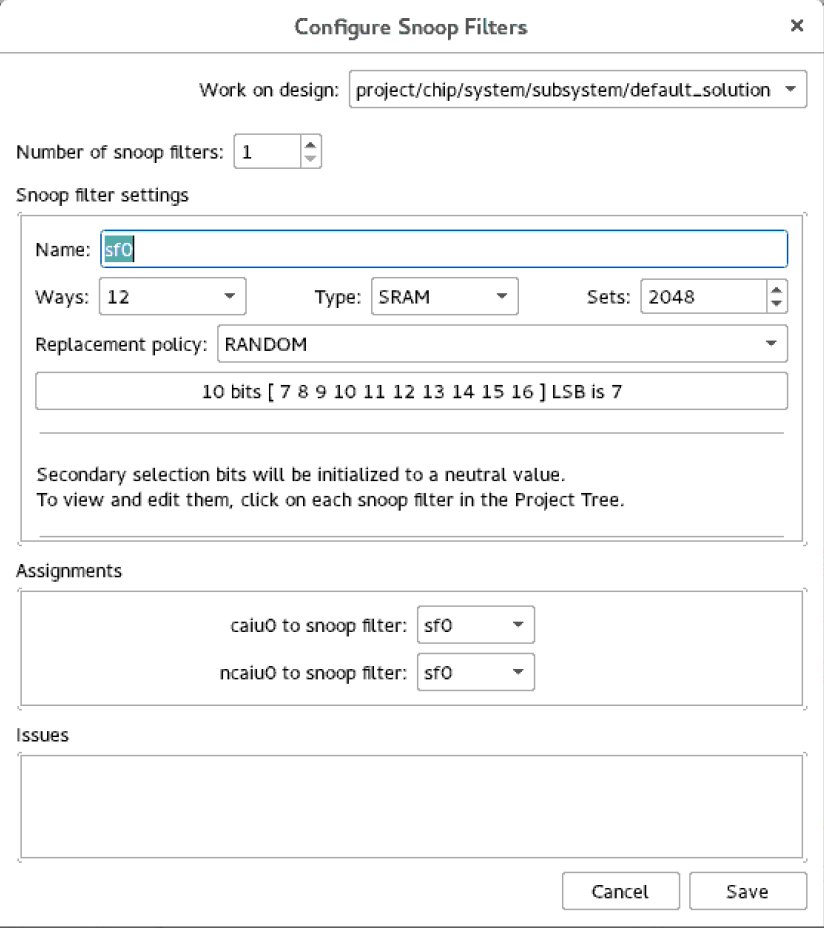 Configure Snoop Filters ×
Work on design: project/chip/system/subsystem/default_solution
Number of snoop filters: 1
Snoop filter settings
Name: sf0
Ways: 12 Type: SRAM Sets: 2048
Replacement policy: RANDOM
10 bits [ 7 8 9 10 11 12 13 14 15 16 ] LSB is 7
Secondary selection bits will be initialized to a neutral value.
To view and edit them, click on each snoop filter in the Project Tree.
Assignments
caiu0 to snoop filter: sf0
ncaiu0 to snoop filter: sf0
Issues
Cancel Save